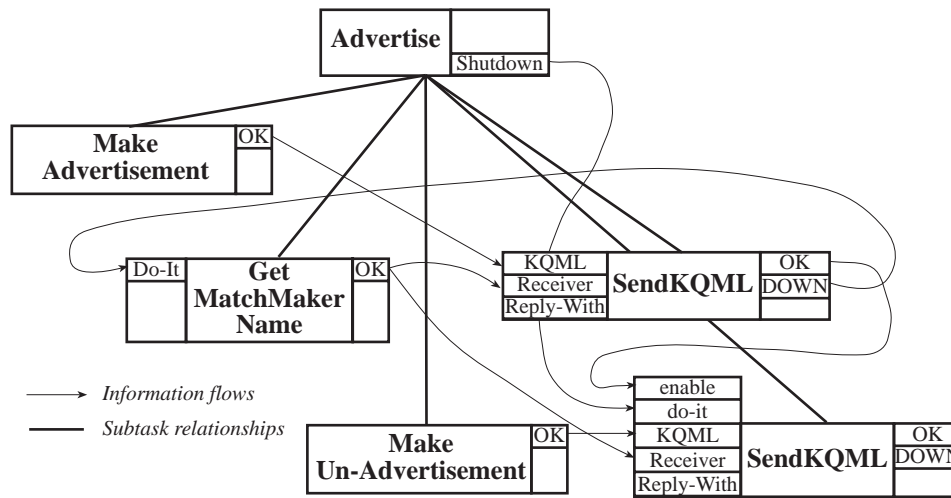 Advertise
Shutdown
Make
Advertisement
OK
Do-It
Get
MatchMaker
Name
OK
KQML
Receiver
Reply-With
SendKQML
OK
DOWN
Information flows
Subtask relationships
Make
Un-Advertisement
OK
enable
do-it
KQML
Receiver
Reply-With
SendKQML
OK
DOWN